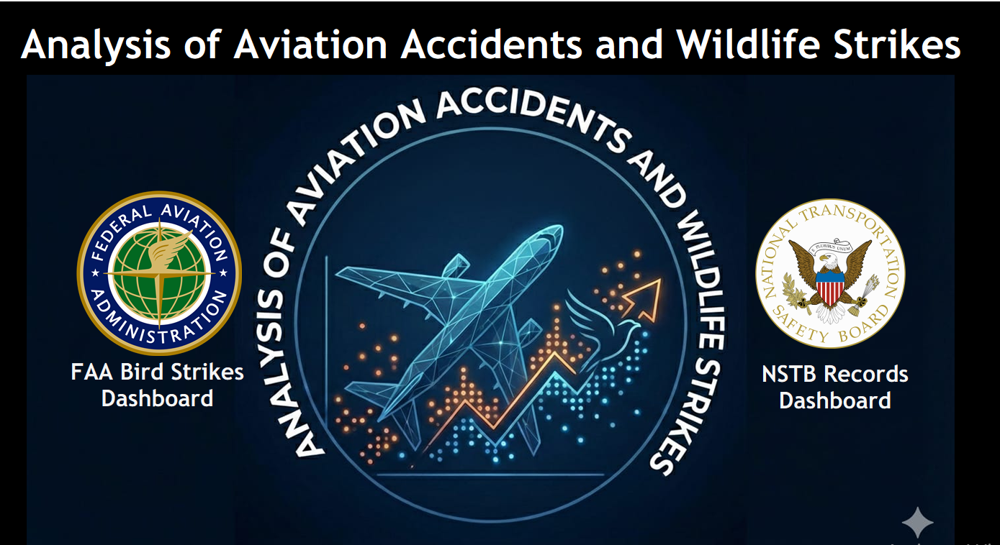 Analysis of Aviation Accidents and Wildlife Strikes
ANALYSIS OF AVIATION ACCIDENTS AND WILDLIFE STRIKES
FEDERAL AVIATION
ADMINISTRATION
FAA Bird Strikes
Dashboard
NATIONAL TRANSPORTATION
SAFETY BOARD
E PLURIBUS UNUM
NSTB Records
Dashboard